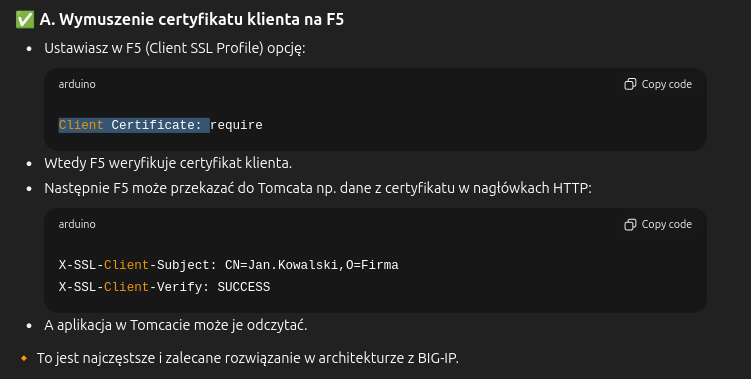 ✅ A. Wymuszenie certyfikatu klienta na F5
• Ustawiasz w F5 (Client SSL Profile) opcję:
arduino Copy code
Client Certificate: require
• Wtedy F5 weryfikuje certyfikat klienta.
• Następnie F5 może przekazać do Tomcata np. dane z certyfikatu w nagłówkach HTTP:
arduino Copy code
X-SSL-Client-Subject: CN=Jan.Kowalski,O=Firma
X-SSL-Client-Verify: SUCCESS
• A aplikacja w Tomcacie może je odczytać.
🔸 To jest najczęstsze i zalecane rozwiązanie w architekturze z BIG-IP.